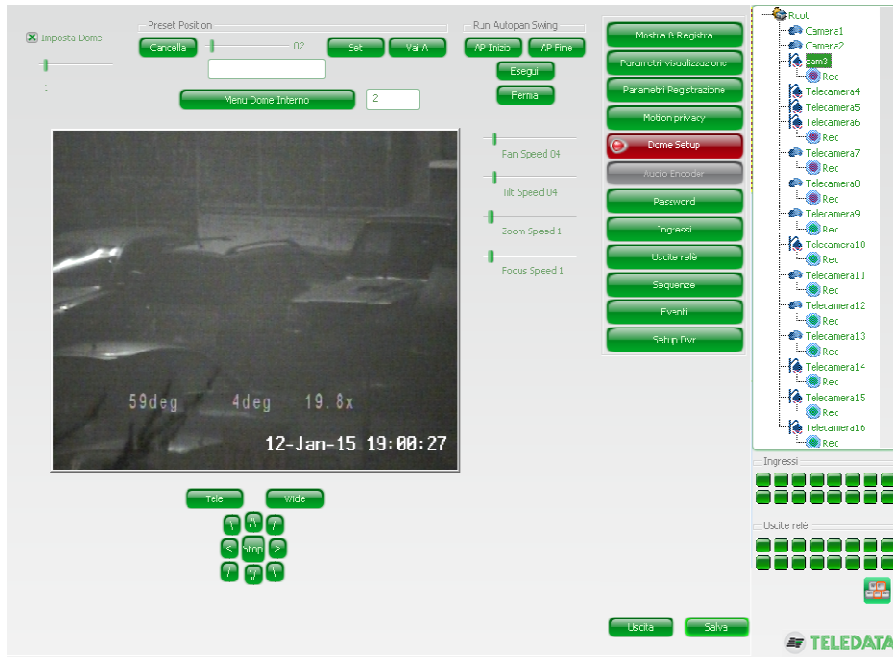 Preset Position
Imposta Dome
Cancella
02
Set
Vai A
Menu Dome Interno
2
Run Autopan Swing
AP Inizio
AP Fine
Esegui
Ferma
Pan Speed 04
Tilt Speed 04
Zoom Speed 1
Focus Speed 1
59deg 4deg 19.8x
12-Jan-15 19:00:27
Tele
Wide
<
Stop
>
Mostra & Registra
Parametri Visualizzazione
Parametri Registrazione
Motion privacy
Dome Setup
Audio Encoder
Password
Ingressi
Uscite relè
Sequenze
Eventi
Setup Dvr
Uscita
Salva
Root
Camera1
Camera2
cam3
Rec
Telecamera4
Telecamera5
Telecamera6
Rec
Telecamera7
Rec
Telecamera8
Rec
Telecamera9
Rec
Telecamera10
Rec
Telecamera11
Rec
Telecamera12
Rec
Telecamera13
Rec
Telecamera14
Rec
Telecamera15
Rec
Telecamera16
Rec
Ingressi
Uscite relè
TELEDATA